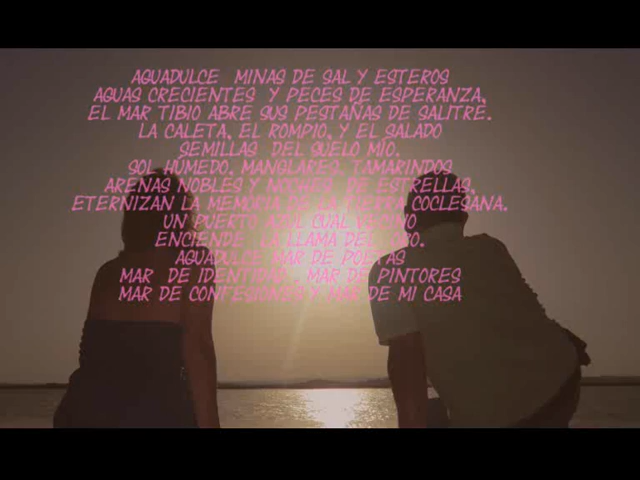 AGUADULCE MINAS DE SAL Y ESTEROS
AGUAS CRECIENTES Y PECES DE ESPERANZA,
EL MAR TIBIO ABRE SUS PESTAÑAS DE SALITRE.
LA CALETA, EL ROMPIO, Y EL SALADO
SEMILLAS DEL SUELO MÍO.
SOL HÚMEDO, MANGLARES, TAMARINDOS
ARENAS NOBLES Y NOCHES DE ESTRELLAS,
ETERNIZAN LA MEMORIA DE LA TIERRA COCLESANA.
UN PUERTO AZUL CUAL
ENCIENDE LA LLAMA DEL
AGUADULCE MAR DE POETAS
MAR DE IDENTIDAD , MAR DE PINTORES
MAR DE CONFESIONES Y MAR DE MI CASA